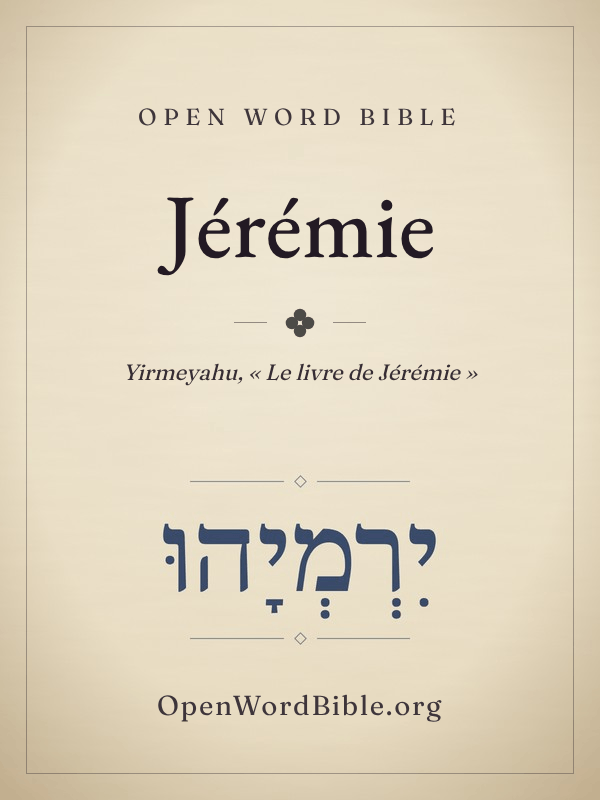 OPEN WORD BIBLE
Jérémie
Yirmeyahu, « Le livre de Jérémie »
יִרְמְיָהוּ
OpenWordBible.org